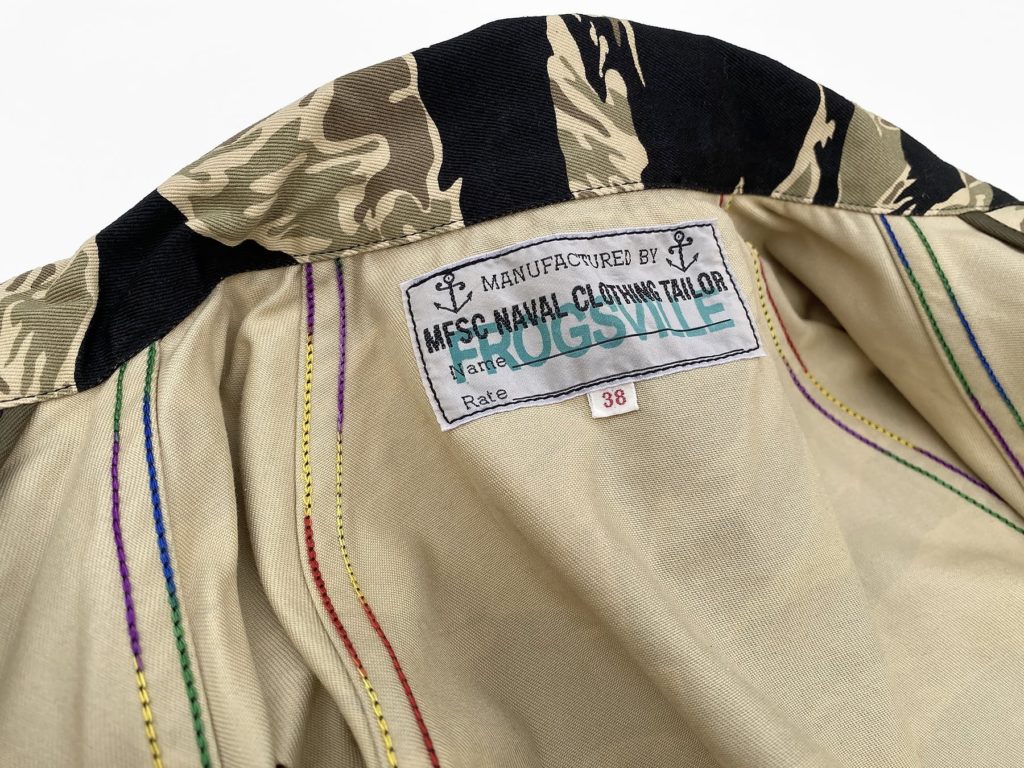 MANUFACTURED BY
MFSC NAVAL CLOTHING TAILOR
FROGSVILLE
Name
Rate
38